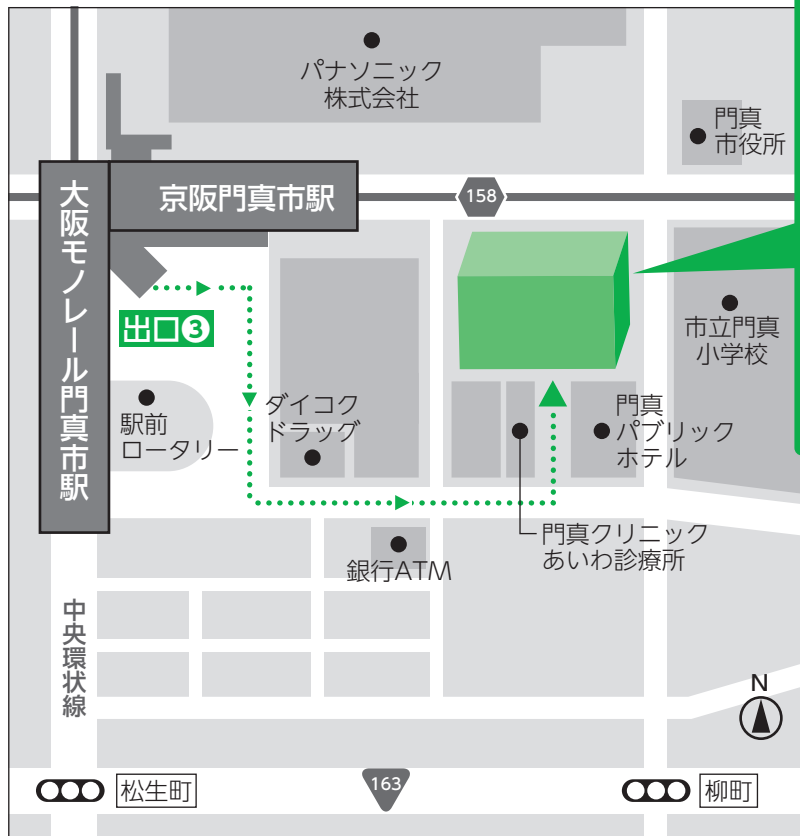 パナソニック
株式会社
門真
市役所
大阪モノレール門真市駅
京阪門真市駅
158
出口❸
市立門真
小学校
駅前
ロータリー
ダイコク
ドラッグ
門真
パブリック
ホテル
門真クリニック
あいわ診療所
銀行ATM
中央環状線
N
松生町
163
柳町